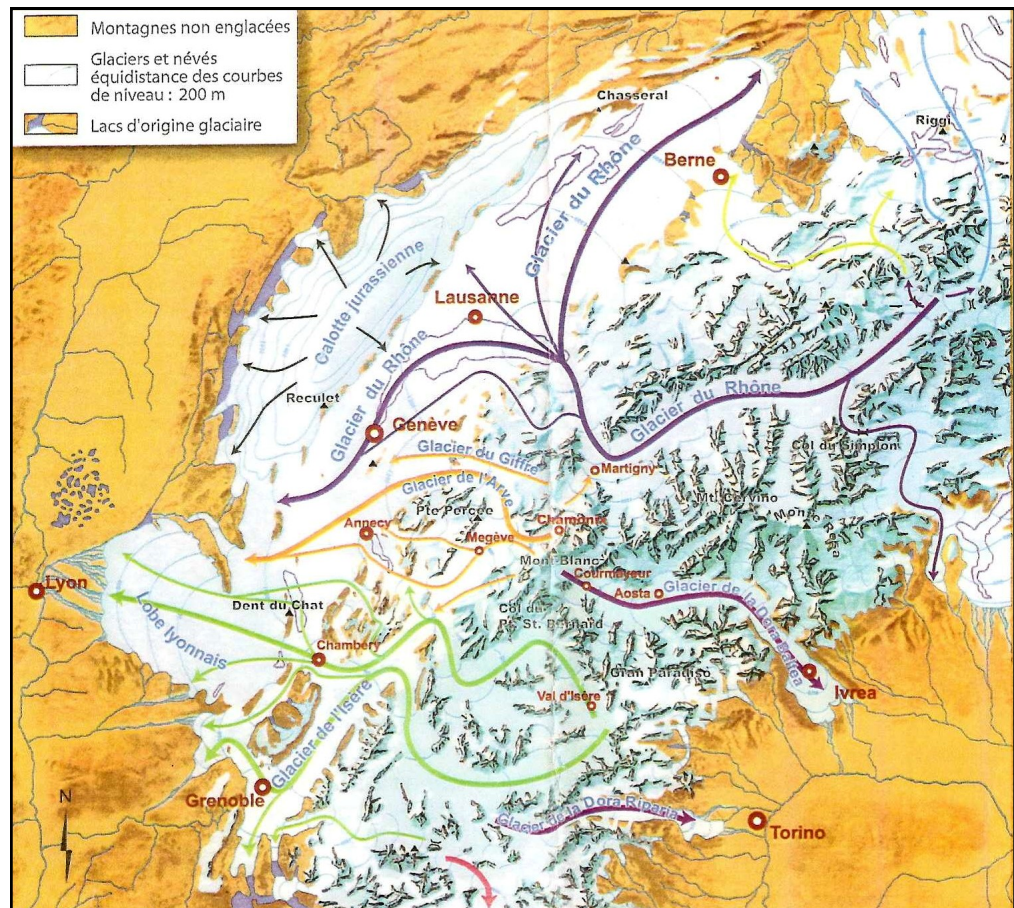 Montagnes non englacées
Glaciers et névés
équidistance des courbes
de niveau : 200 m
Lacs d'origine glaciaire
Chasseral
Riggi
Berne
Glacier du Rhône
Calotte jurassienne
Lausanne
Glacier du Rhône
Reculet
Genève
Glacier du Rhône
Col du Simplon
Glacier du Giffre
Martigny
Glacier de l'Arve
Mt. Cervino
Pte Percée
Monte Rosa
Annecy
Chamonix
Megève
Mont Blanc
Lyon
Courmayeur
Aosta
Glacier de la Dora Baltea
Dent du Chat
Col du
Pt. St. Bernard
Lobe lyonnais
Chambéry
Gran Paradiso
Ivrea
Val d'Isère
Glacier de l'Isère
Grenoble
N
Glacier de la Dora Riparia
Torino